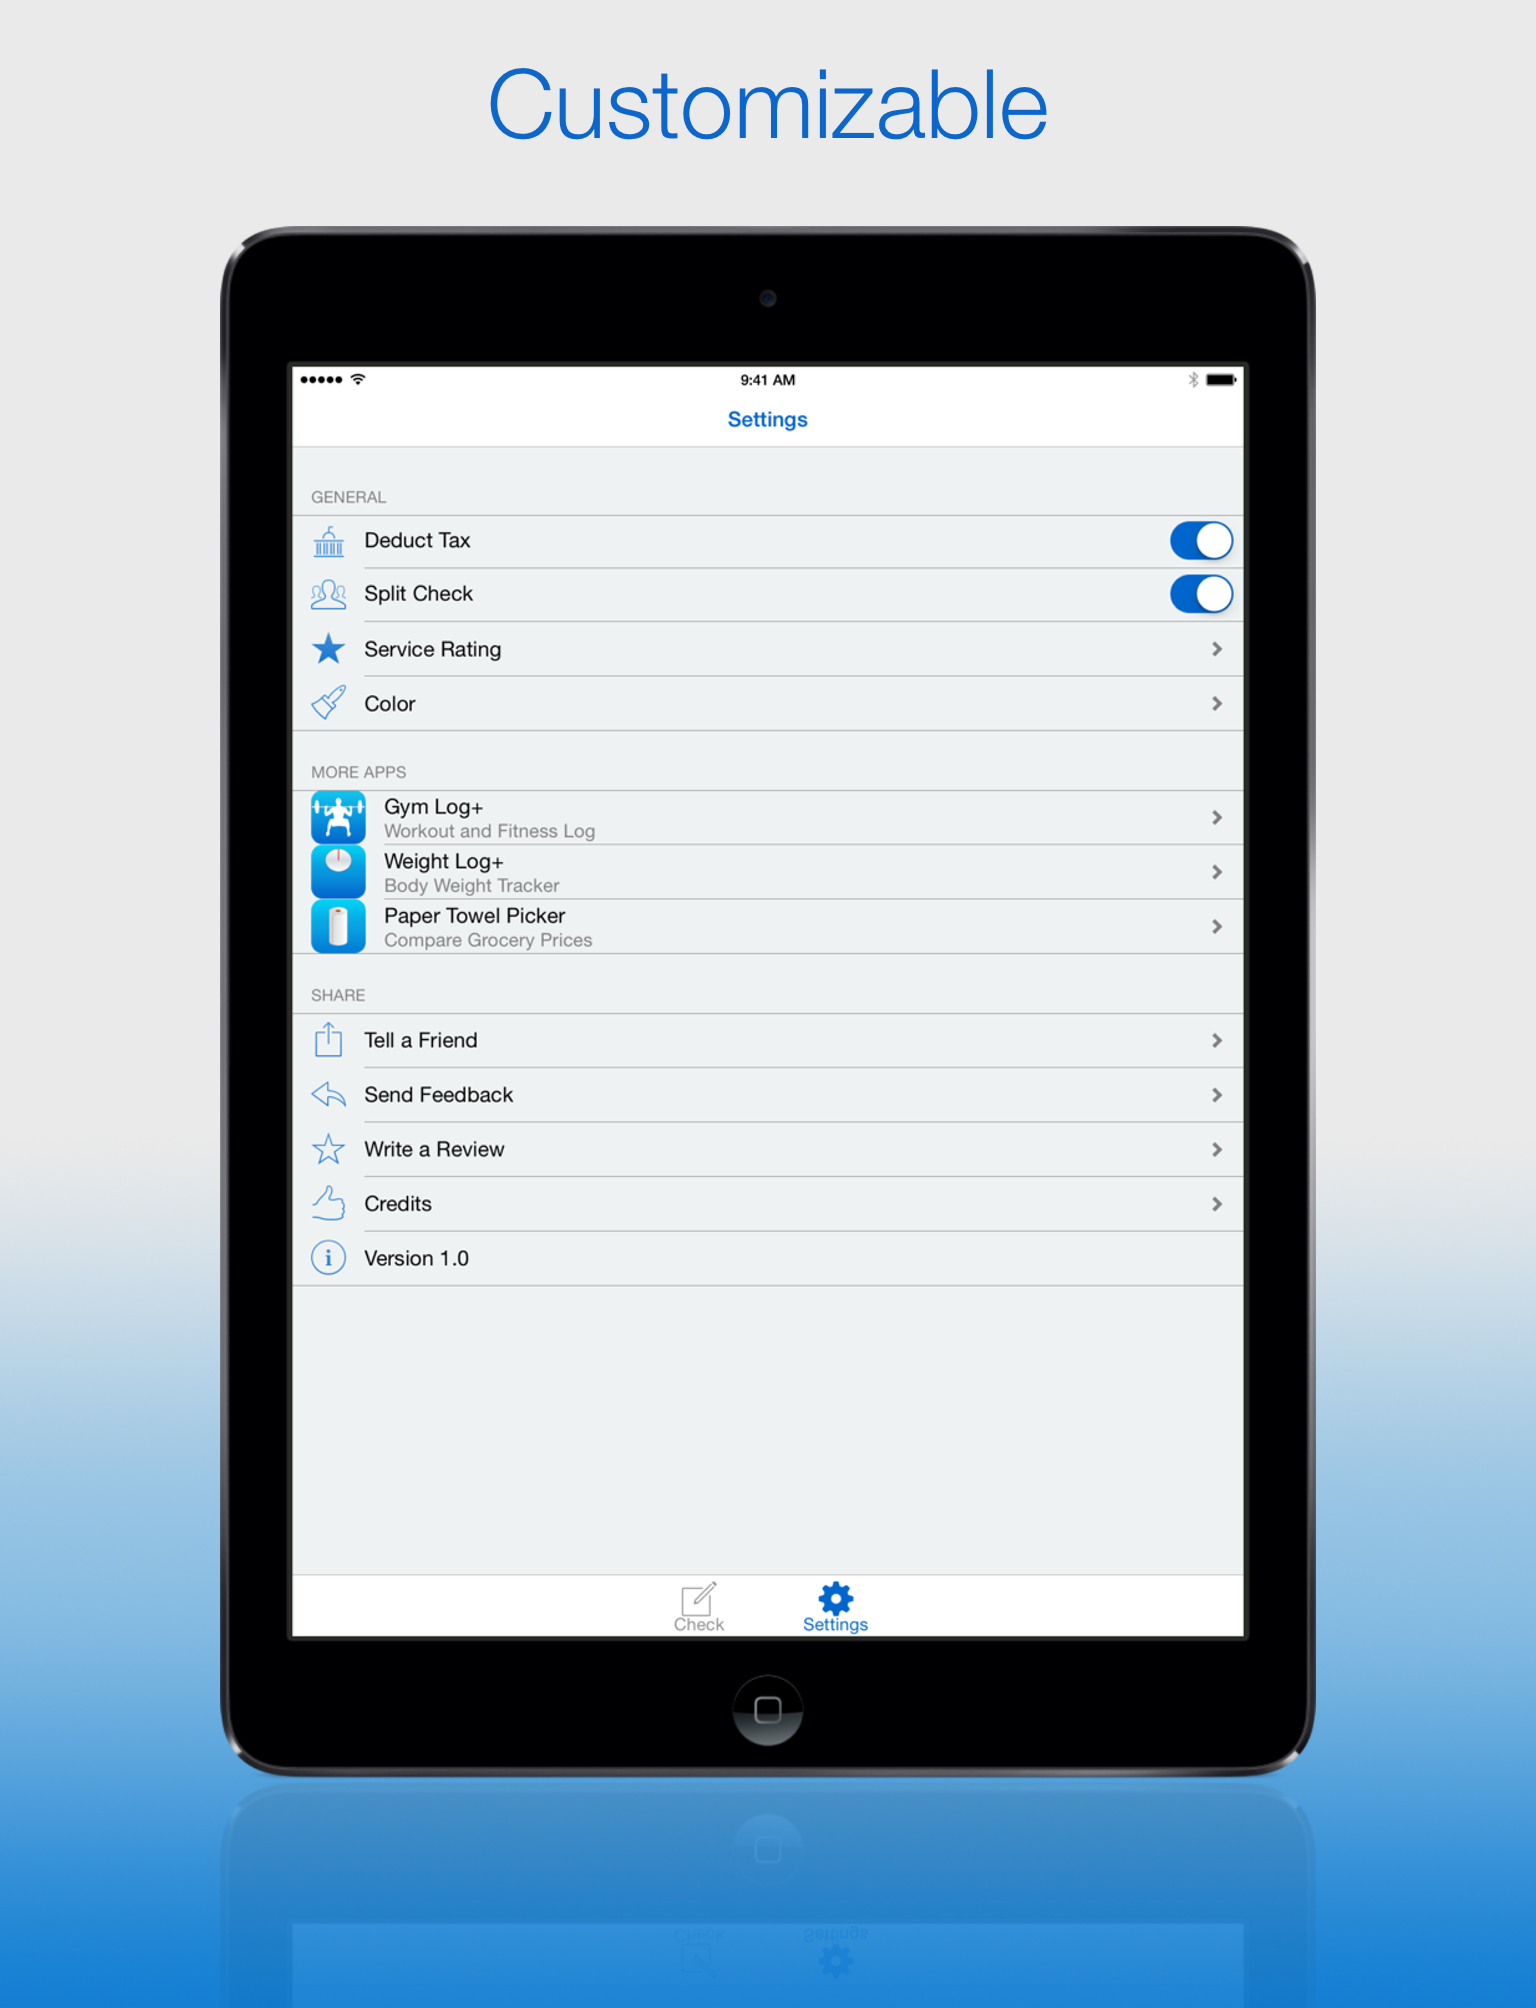 Customizable
9:41 AM
Settings
GENERAL
Deduct Tax
Split Check
Service Rating
Color
MORE APPS
Gym Log+
Workout and Fitness Log
Weight Log+
Body Weight Tracker
Paper Towel Picker
Compare Grocery Prices
SHARE
Tell a Friend
Send Feedback
Write a Review
Credits
Version 1.0
Check
Settings